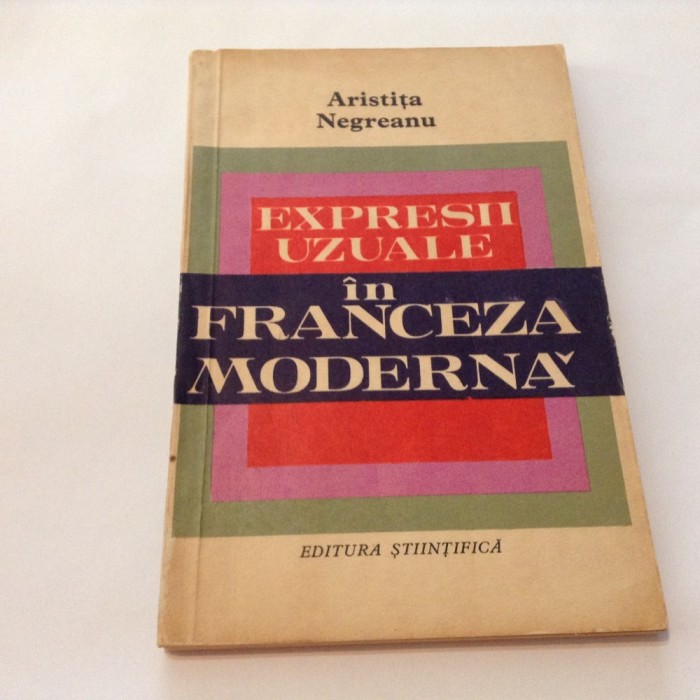 Aristița
Negreanu
EXPRESII
UZUALE
în
FRANCEZA
MODERNĂ
EDITURA ȘTIINȚIFICĂ